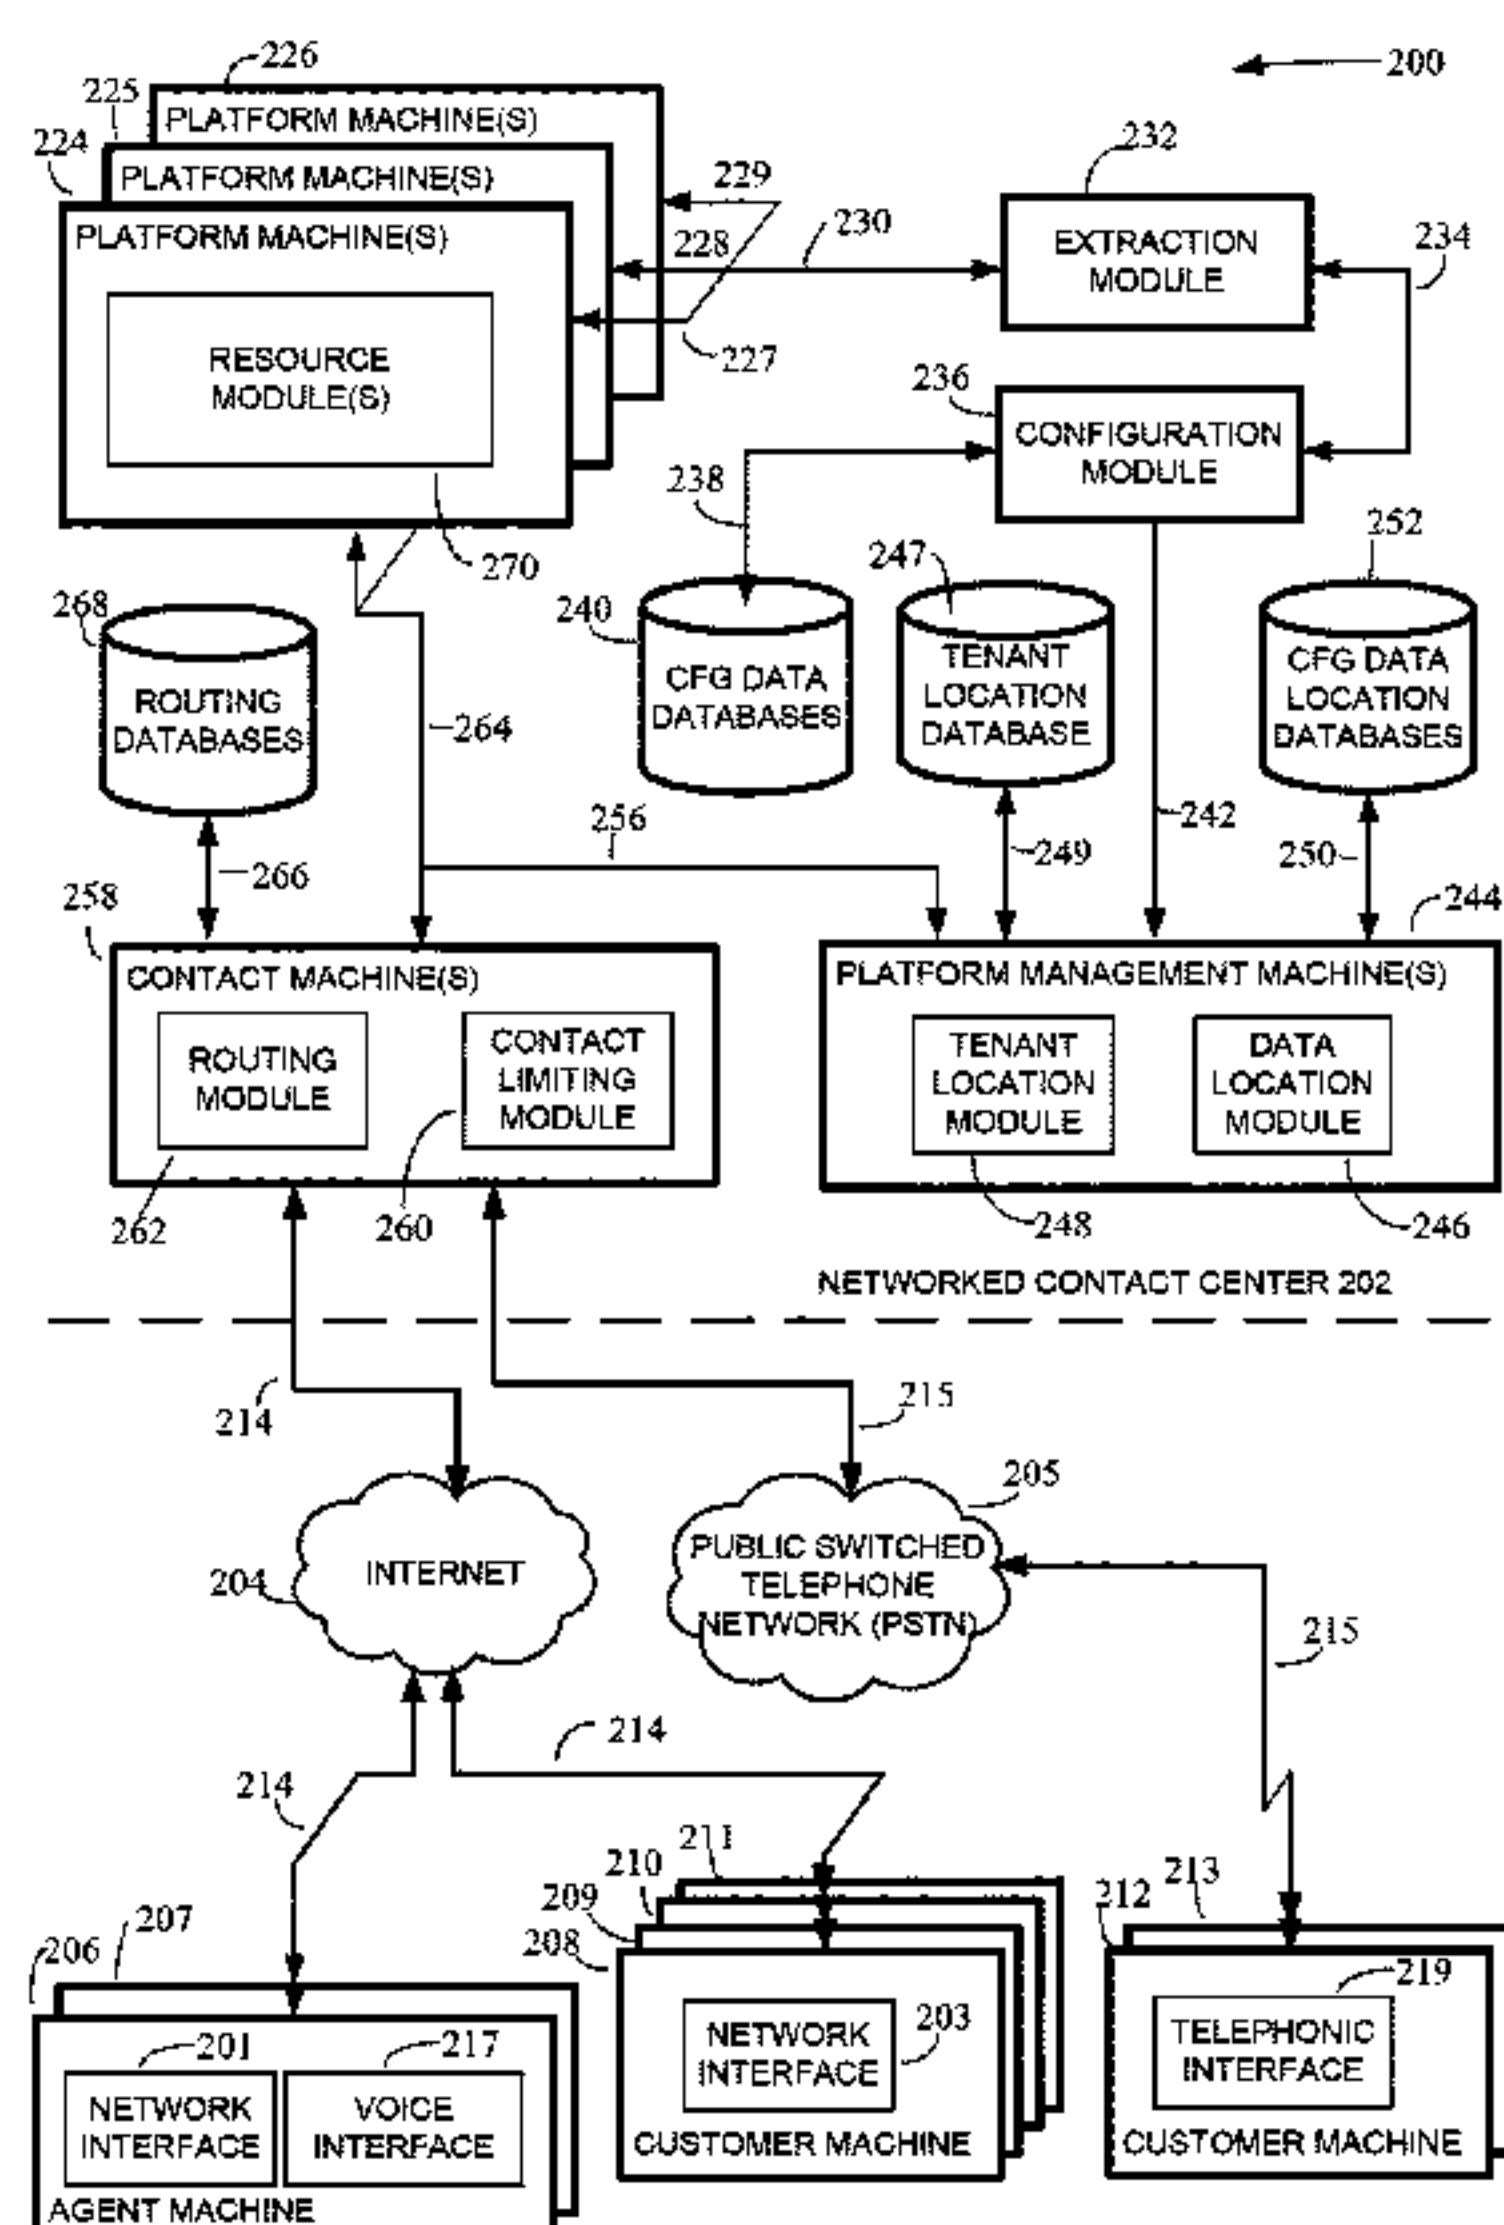 226
200
225
PLATFORM MACHINE(S)
232
224
PLATFORM MACHINE(S)
229
PLATFORM MACHINE(S)
228
230
EXTRACTION
MODULE
234
RESOURCE
MODULE(S)
227
236
CONFIGURATION
MODULE
238
252
247
270
268
240
TENANT
LOCATION
DATABASE
CFG DATA
LOCATION
DATABASES
CFG DATA
DATABASES
ROUTING
DATABASES
264
256
242
249
250
266
258
244
CONTACT MACHINE(S)
PLATFORM MANAGEMENT MACHINE(S)
ROUTING
MODULE
CONTACT
LIMITING
MODULE
TENANT
LOCATION
MODULE
DATA
LOCATION
MODULE
262
260
248
246
NETWORKED CONTACT CENTER 202
214
215
205
204
INTERNET
PUBLIC SWITCHED
TELEPHONE
NETWORK (PSTN)
215
214
214
211
210
213
212
209
207
208
206
219
201
217
NETWORK
INTERFACE
203
TELEPHONIC
INTERFACE
NETWORK
INTERFACE
VOICE
INTERFACE
CUSTOMER MACHINE
CUSTOMER MACHINE
AGENT MACHINE